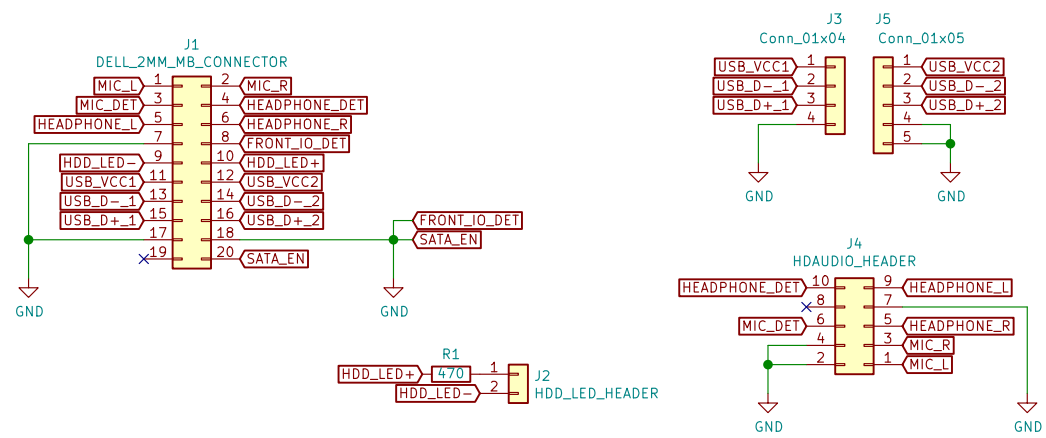 J1
DELL_2MM_MB_CONNECTOR
MIC_L 1 2 MIC_R
MIC_DET 3 4 HEADPHONE_DET
HEADPHONE_L 5 6 HEADPHONE_R
7 8 FRONT_IO_DET
HDD_LED- 9 10 HDD_LED+
USB_VCC1 11 12 USB_VCC2
USB_D-_1 13 14 USB_D-_2
USB_D+_1 15 16 USB_D+_2
17 18
19 20 SATA_EN
GND
FRONT_IO_DET
SATA_EN
GND
J3
Conn_01x04
USB_VCC1 1
USB_D-_1 2
USB_D+_1 3
4
GND
J5
Conn_01x05
1 USB_VCC2
2 USB_D-_2
3 USB_D+_2
4
5
GND
J4
HDAUDIO_HEADER
HEADPHONE_DET 10 9 HEADPHONE_L
8 7
MIC_DET 6 5 HEADPHONE_R
4 3 MIC_R
2 1 MIC_L
GND
GND
R1
HDD_LED+ 470 1
HDD_LED- 2
J2
HDD_LED_HEADER